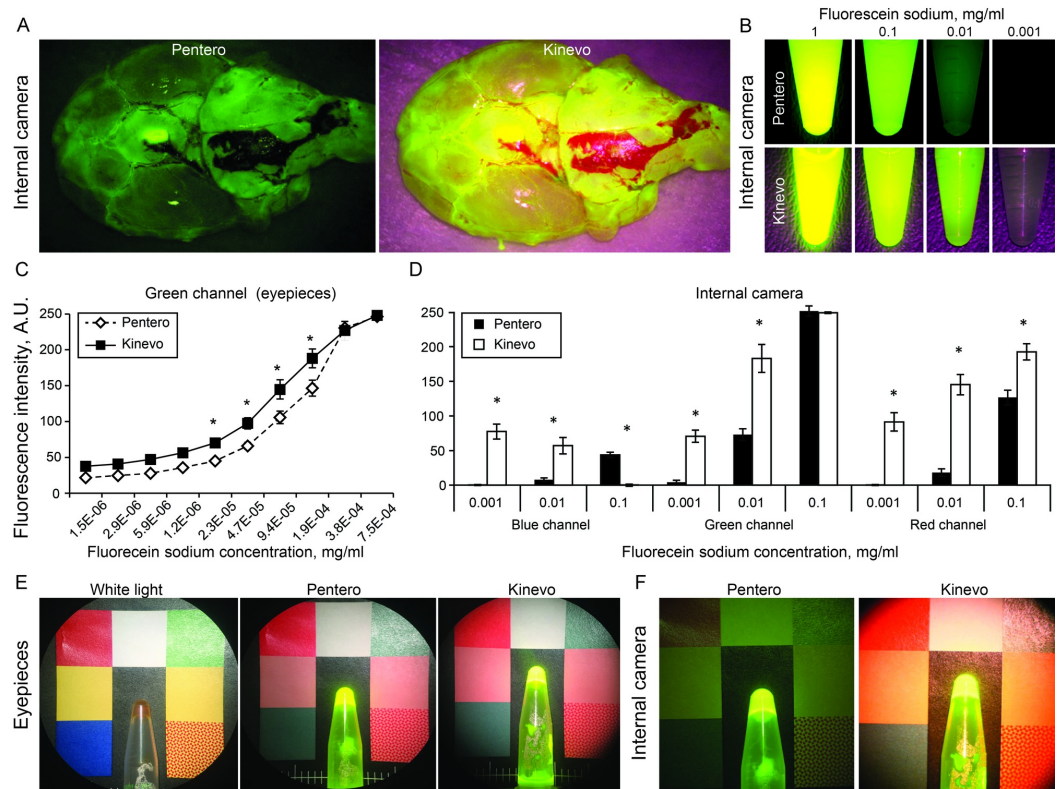 A
Pentero
Kinevo
Internal camera
B
Fluorescein sodium, mg/ml
1 0.1 0.01 0.001
Internal camera
Pentero
Kinevo
C
Green channel (eyepieces)
Fluorescence intensity, A.U.
250
200
150
100
50
0
Pentero
Kinevo
* * * *
1.5E-06 2.9E-06 5.9E-06 1.2E-06 2.3E-05 4.7E-05 9.4E-05 1.9E-04 3.8E-04 7.5E-04
Fluorecein sodium concentration, mg/ml
D
Internal camera
250
200
150
100
50
0
Pentero
Kinevo
* * * * * * * *
0.001 0.01 0.1 0.001 0.01 0.1 0.001 0.01 0.1
Blue channel Green channel Red channel
Fluorescein sodium concentration, mg/ml
E
White light Pentero Kinevo
Eyepieces
F
Pentero Kinevo
Internal camera